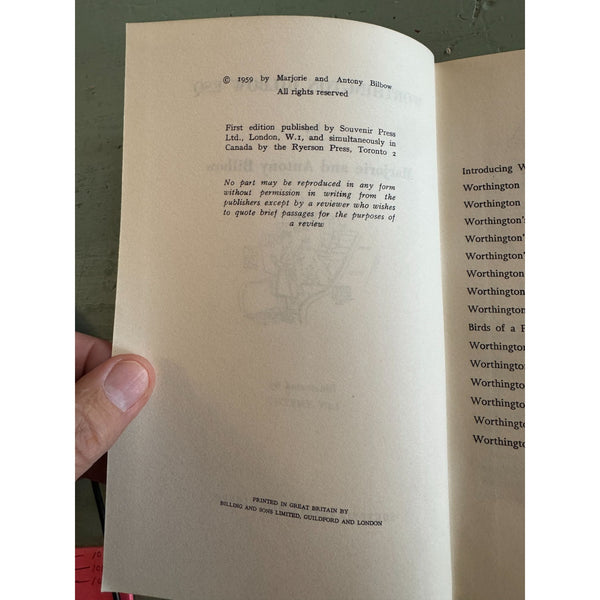 © 1959 by Marjorie and Antony Bilbow
All rights reserved
First edition published by Souvenir Press
Ltd., London, W.1, and simultaneously in
Canada by the Ryerson Press, Toronto 2
No part may be reproduced in any form
without permission in writing from the
publishers except by a reviewer who wishes
to quote brief passages for the purposes of
a review
PRINTED IN GREAT BRITAIN BY
BILLING AND SONS LIMITED, GUILDFORD AND LONDON
Introducing W
Worthington
Worthington
Worthington's
Worthington'
Worthington'
Worthington
Worthington
Worthington
Birds of a F
Worthington
Worthington
Worthington
Worthington
Worthingto
Worthington